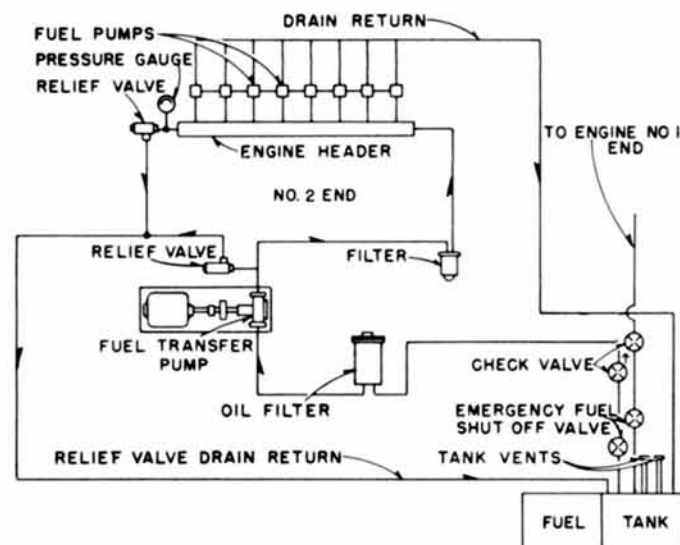 DRAIN RETURN
FUEL PUMPS
PRESSURE GAUGE
RELIEF VALVE
ENGINE HEADER
TO ENGINE NO 1
END
NO. 2 END
RELIEF VALVE
FILTER
FUEL TRANSFER
PUMP
OIL FILTER
CHECK VALVE
EMERGENCY FUEL
SHUT OFF VALVE
RELIEF VALVE DRAIN RETURN
TANK VENTS
FUEL
TANK